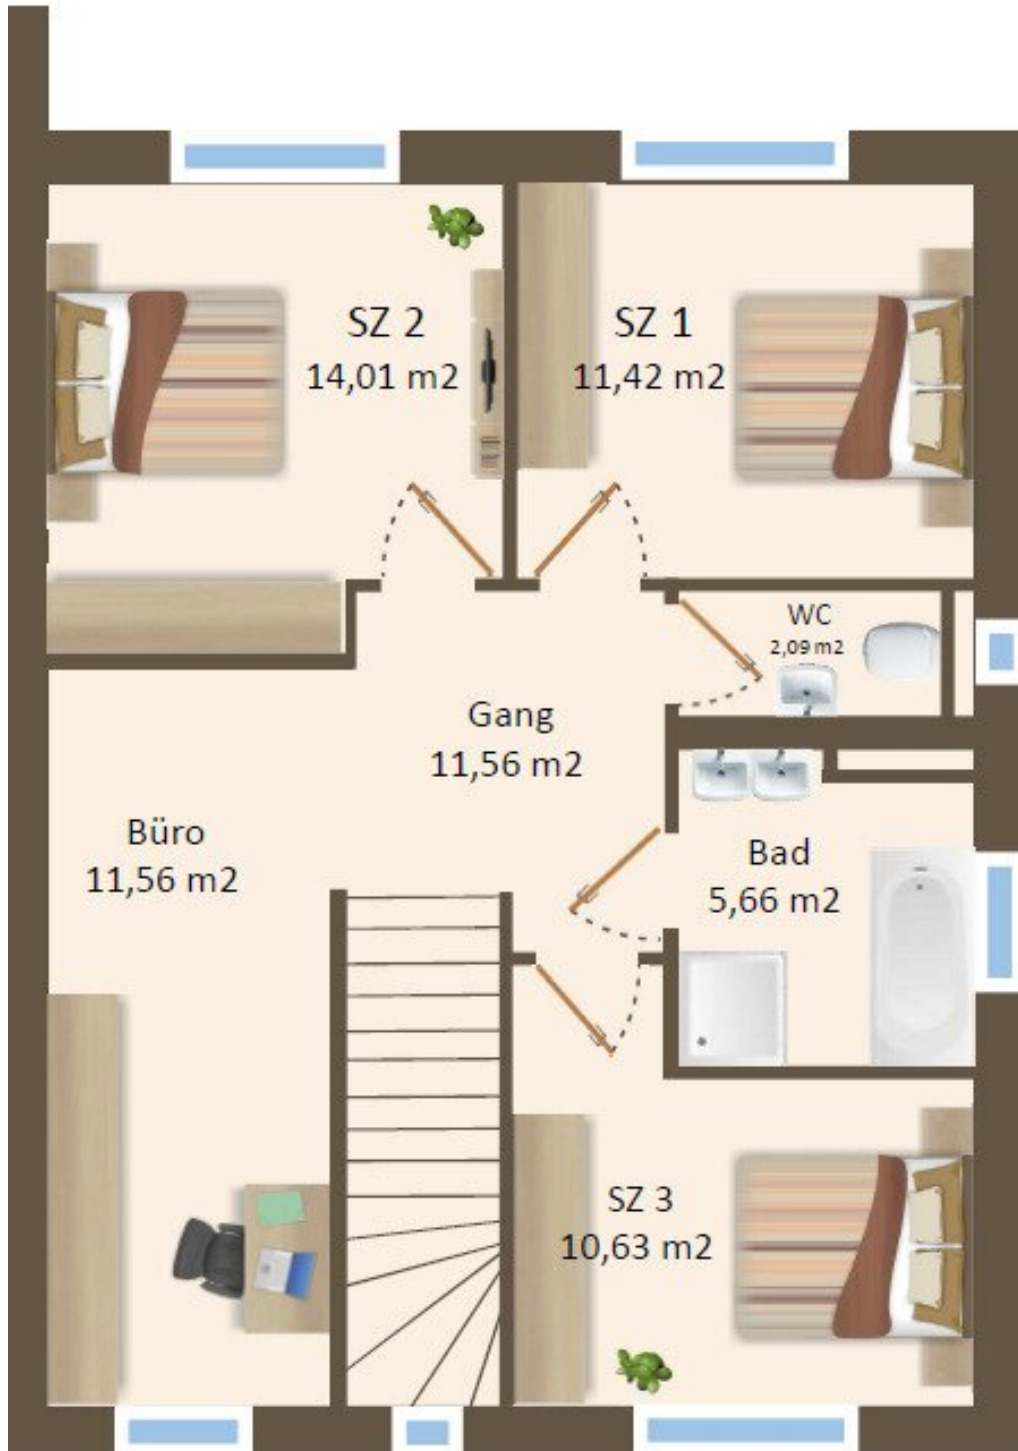 SZ 2
14,01 m2
SZ 1
11,42 m2
WC
2,09 m2
Gang
11,56 m2
Büro
11,56 m2
Bad
5,66 m2
SZ 3
10,63 m2